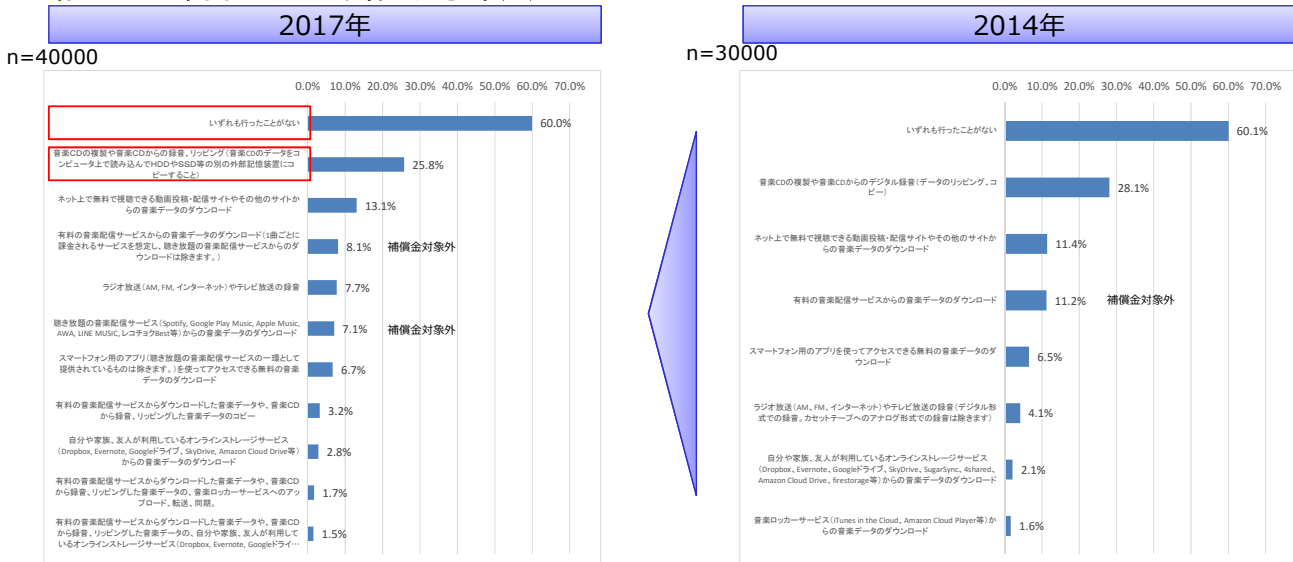 2017年
n=40000
0.0% 10.0% 20.0% 30.0% 40.0% 50.0% 60.0% 70.0%
いずれも行ったことがない
60.0%
音楽CDの複製や音楽CDからの録音、リッピング(音楽CDのデータをコ
ンピュータ上で読み込んでHDDやSSD等の別の外部記憶装置にコ
ピーすること)
25.8%
ネット上で無料で視聴できる動画投稿・配信サイトやその他のサイトか
らの音楽データのダウンロード
13.1%
有料の音楽配信サービスからの音楽データのダウンロード(1曲ごとに
課金されるサービスを想定し、聴き放題の音楽配信サービスからのダ
ウンロードは除きます。)
8.1% 補償金対象外
ラジオ放送(AM, FM, インターネット)やテレビ放送の録音
7.7%
聴き放題の音楽配信サービス(Spotify, Google Play Music, Apple Music,
AWA, LINE MUSIC, レコチョクBest等)からの音楽データのダウンロード
7.1% 補償金対象外
スマートフォン用のアプリ(聴き放題の音楽配信サービスの一環として
提供されているものは除きます。)を使ってアクセスできる無料の音楽
データのダウンロード
6.7%
有料の音楽配信サービスからダウンロードした音楽データや、音楽CD
から録音、リッピングした音楽データのコピー
3.2%
自分や家族、友人が利用しているオンラインストレージサービス
(Dropbox, Evernote, Googleドライブ, SkyDrive, Amazon Cloud Drive等)
からの音楽データのダウンロード
2.8%
有料の音楽配信サービスからダウンロードした音楽データや、音楽CD
から録音、リッピングした音楽データの、音楽ロッカーサービスへのアッ
プロード、転送、同期。
1.7%
有料の音楽配信サービスからダウンロードした音楽データや、音楽CD
から録音、リッピングした音楽データの、自分や家族、友人が利用して
いるオンラインストレージサービス(Dropbox, Evernote, Googleドライ…
1.5%
2014年
n=30000
0.0% 10.0% 20.0% 30.0% 40.0% 50.0% 60.0% 70.0%
いずれも行ったことがない
60.1%
音楽CDの複製や音楽CDからのデジタル録音(データのリッピング、コ
ピー)
28.1%
ネット上で無料で視聴できる動画投稿・配信サイトやその他のサイトか
らの音楽データのダウンロード
11.4%
有料の音楽配信サービスからの音楽データのダウンロード
11.2% 補償金対象外
スマートフォン用のアプリを使ってアクセスできる無料の音楽データのダ
ウンロード
6.5%
ラジオ放送(AM、FM、インターネット)やテレビ放送の録音(デジタル形
式での録音。カセットテープへのアナログ形式での録音は除きます)
4.1%
自分や家族、友人が利用しているオンラインストレージサービス
(Dropbox、Evernote、Googleドライブ、SkyDrive、SugarSync、4shared、
Amazon Cloud Drive、firestorage等)からの音楽データのダウンロード
2.1%
音楽ロッカーサービス(iTunes in the Cloud、Amazon Cloud Player等)か
らの音楽データのダウンロード
1.6%